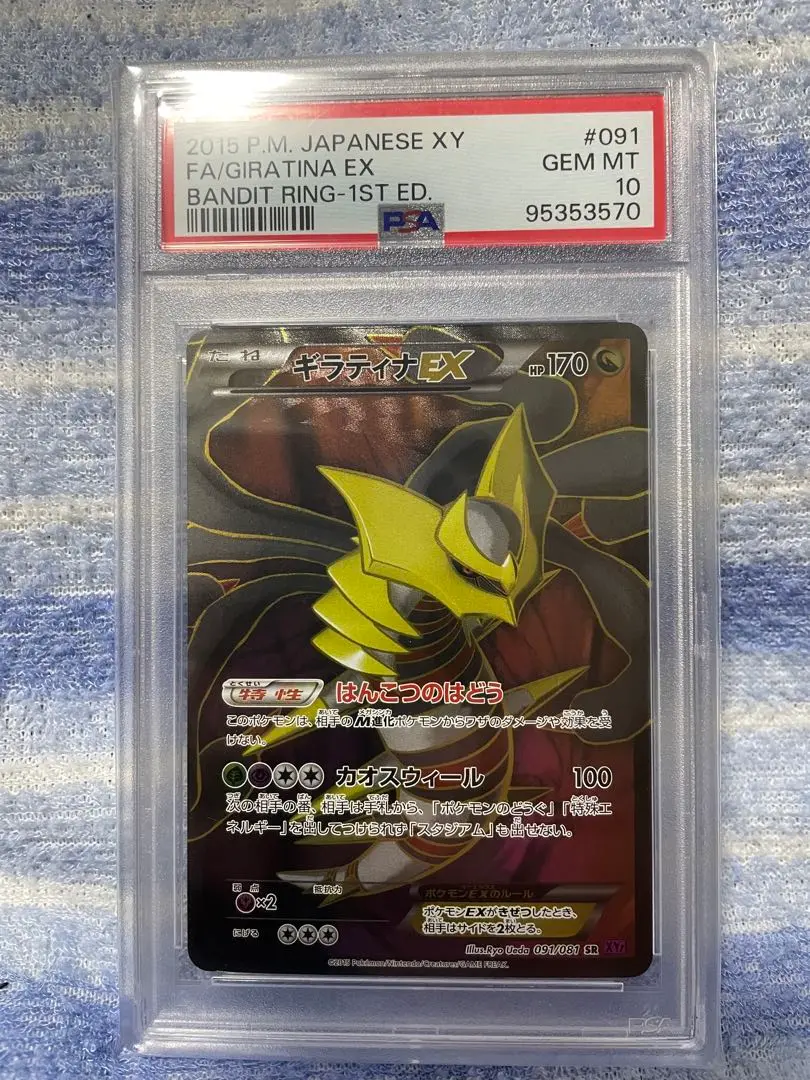 2015 P.M. JAPANESE XY #091
FA/GIRATINA EX GEM MT
BANDIT RING-1ST ED. 10
95353570
PSA
たね ギラティナEX HP170
とくせい
特性 はんこつのはどう
このポケモンは、相手のM進化ポケモンからワザのダメージや効果を受
けない。
カオスウィール 100
次の相手の番、相手は手札から、「ポケモンのどうぐ」「特殊エ
ネルギー」を出してつけられず「スタジアム」も出せない。
弱点 抵抗力
×2
にげる
ポケモンEXのルール
ポケモンEXがきぜつしたとき、
相手はサイドを2枚とる。
Illus.Ryo Ueda 091/081 SR
©2015 Pokémon/Nintendo/Creatures/GAME FREAK.
PSA